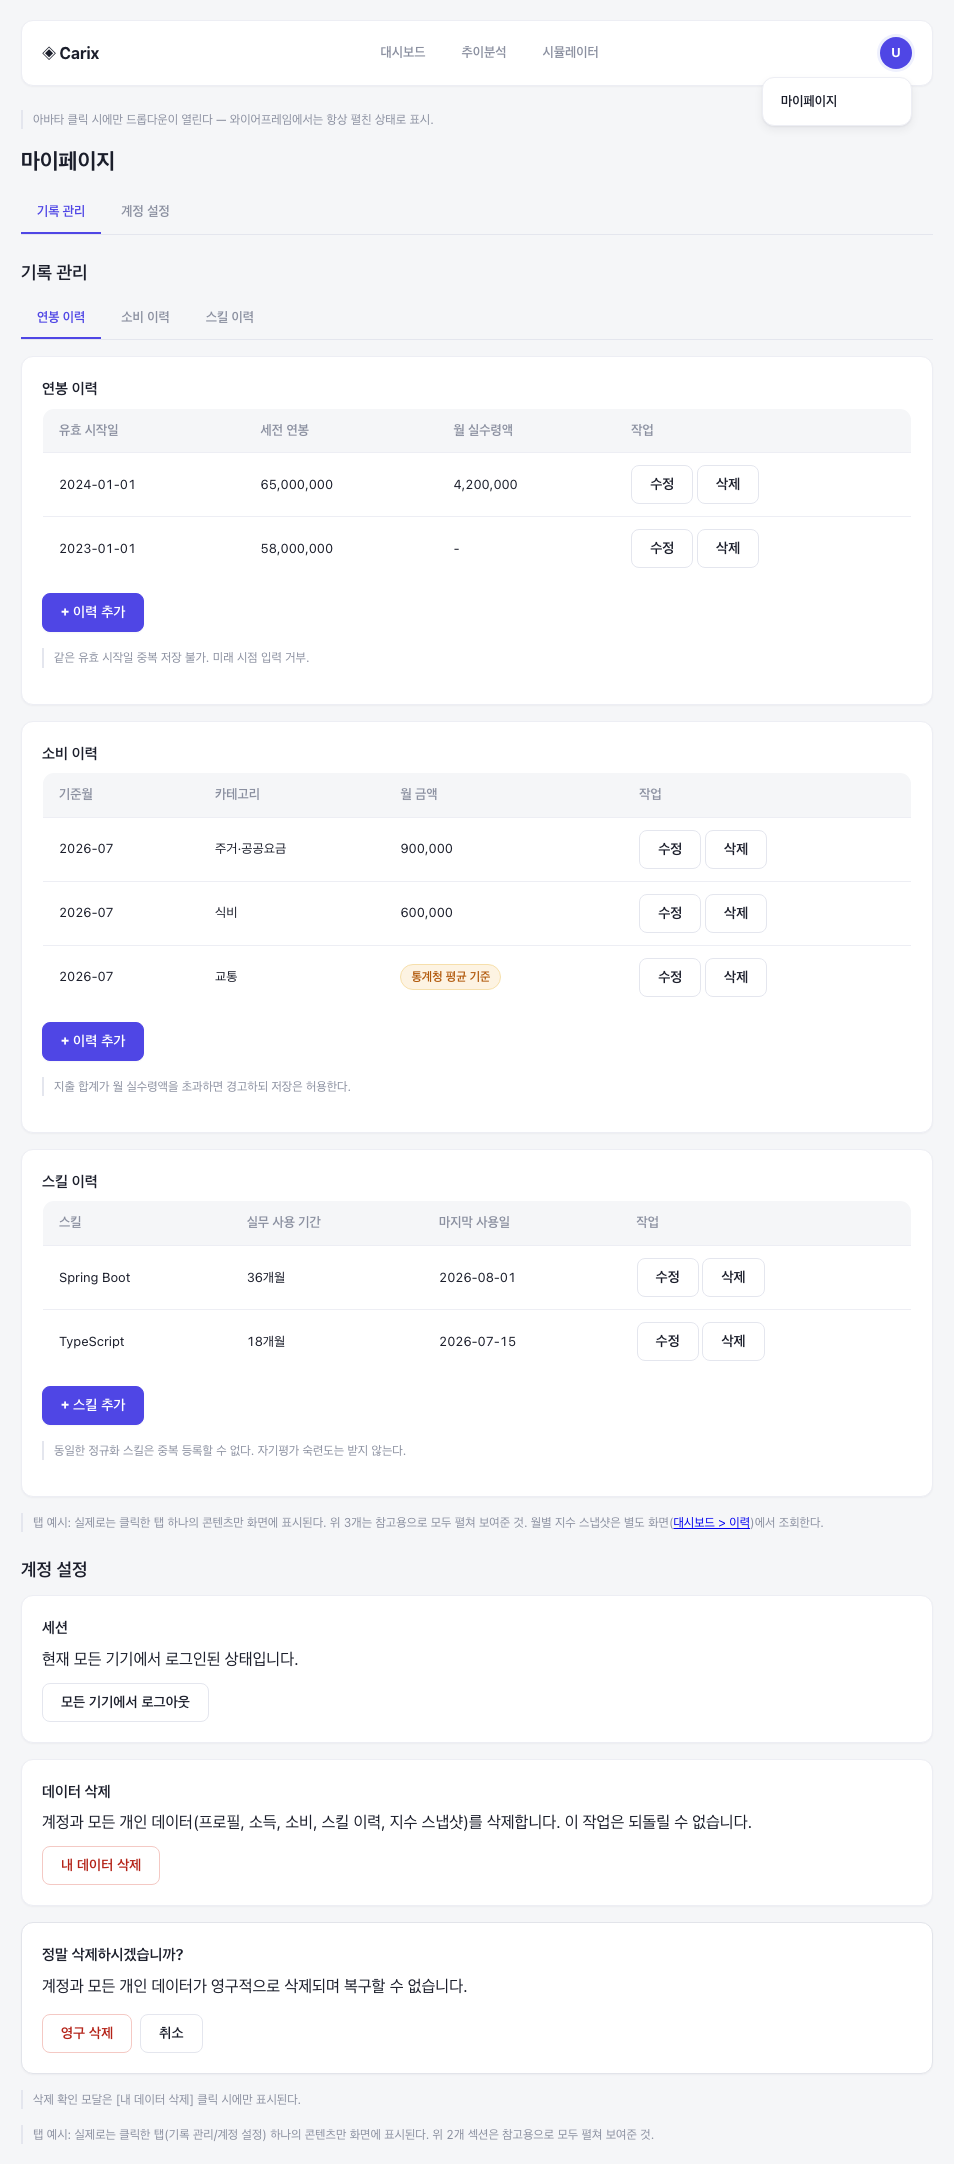 ◈ Carix
대시보드 추이분석 시뮬레이터
U
마이페이지
아바타 클릭 시에만 드롭다운이 열린다 — 와이어프레임에서는 항상 펼친 상태로 표시.
마이페이지
기록 관리 계정 설정
기록 관리
연봉 이력 소비 이력 스킬 이력
연봉 이력
유효 시작일 세전 연봉 월 실수령액 작업
2024-01-01 65,000,000 4,200,000 수정 삭제
2023-01-01 58,000,000 - 수정 삭제
+ 이력 추가
같은 유효 시작일 중복 저장 불가. 미래 시점 입력 거부.
소비 이력
기준월 카테고리 월 금액 작업
2026-07 주거·공공요금 900,000 수정 삭제
2026-07 식비 600,000 수정 삭제
2026-07 교통 통계청 평균 기준 수정 삭제
+ 이력 추가
지출 합계가 월 실수령액을 초과하면 경고하되 저장은 허용한다.
스킬 이력
스킬 실무 사용 기간 마지막 사용일 작업
Spring Boot 36개월 2026-08-01 수정 삭제
TypeScript 18개월 2026-07-15 수정 삭제
+ 스킬 추가
동일한 정규화 스킬은 중복 등록할 수 없다. 자기평가 숙련도는 받지 않는다.
탭 예시: 실제로는 클릭한 탭 하나의 콘텐츠만 화면에 표시된다. 위 3개는 참고용으로 모두 펼쳐 보여준 것. 월별 지수 스냅샷은 별도 화면(대시보드 > 이력)에서 조회한다.
계정 설정
세션
현재 모든 기기에서 로그인된 상태입니다.
모든 기기에서 로그아웃
데이터 삭제
계정과 모든 개인 데이터(프로필, 소득, 소비, 스킬 이력, 지수 스냅샷)를 삭제합니다. 이 작업은 되돌릴 수 없습니다.
내 데이터 삭제
정말 삭제하시겠습니까?
계정과 모든 개인 데이터가 영구적으로 삭제되며 복구할 수 없습니다.
영구 삭제 취소
삭제 확인 모달은 [내 데이터 삭제] 클릭 시에만 표시된다.
탭 예시: 실제로는 클릭한 탭(기록 관리/계정 설정) 하나의 콘텐츠만 화면에 표시된다. 위 2개 섹션은 참고용으로 모두 펼쳐 보여준 것.